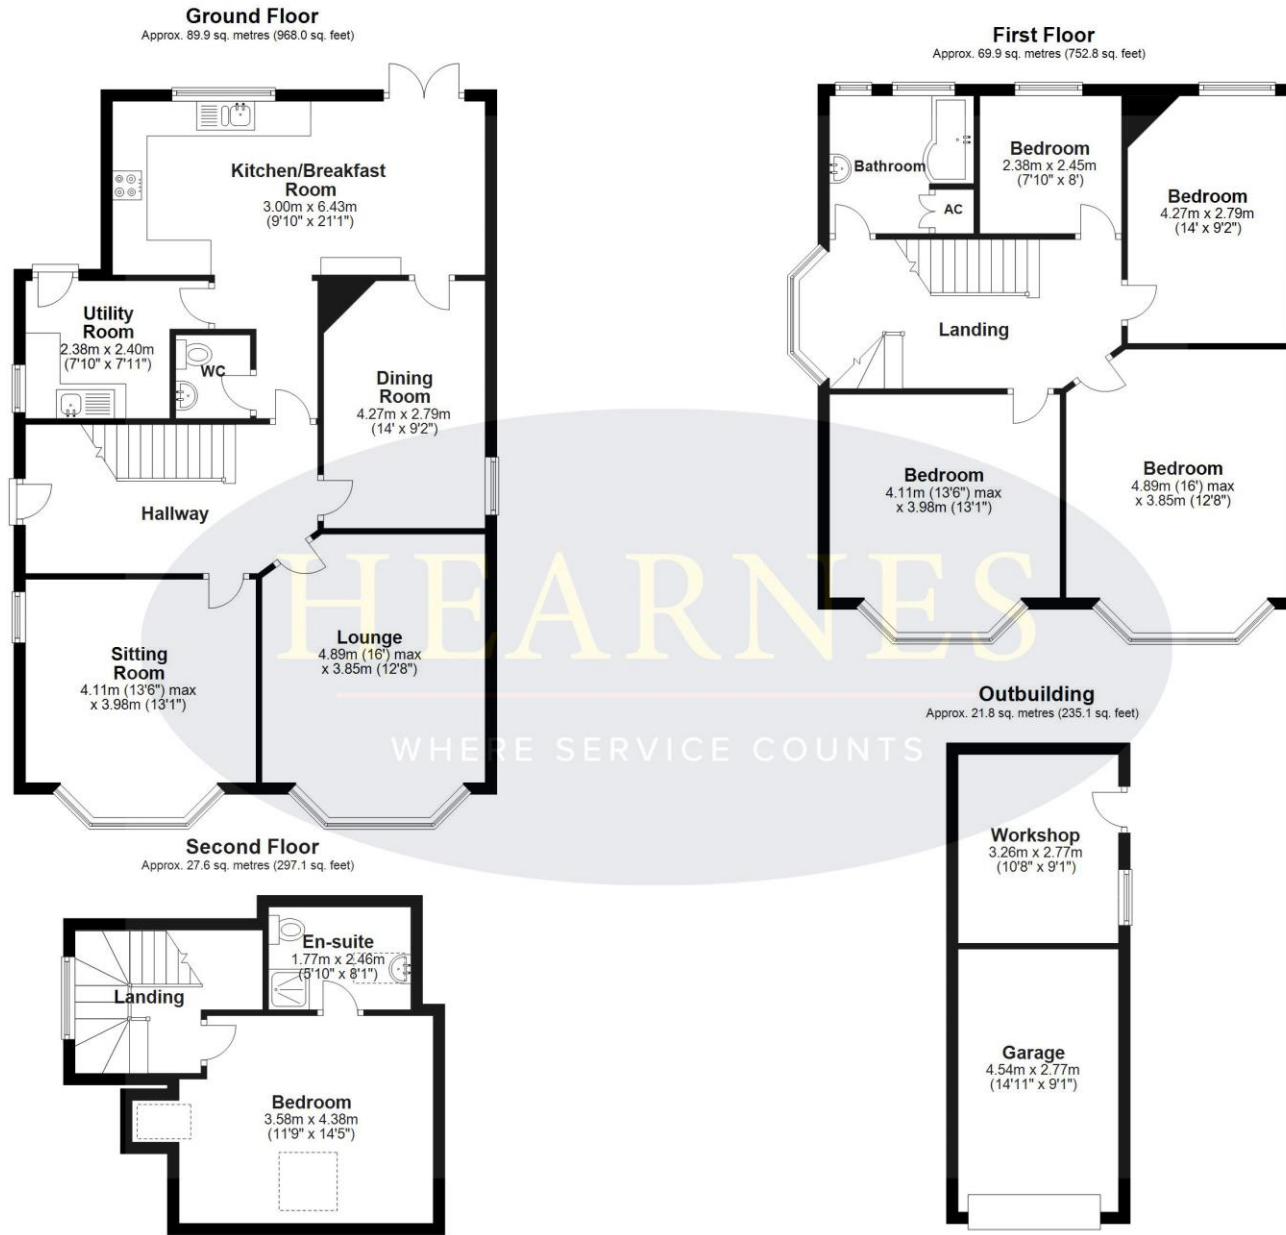 Ground Floor
Approx. 89.9 sq. metres (968.0 sq. feet)
Kitchen/Breakfast
Room
3.00m x 6.43m
(9'10" x 21'1")
Utility
Room
2.38m x 2.40m
(7'10" x 7'11")
WC
Dining
Room
4.27m x 2.79m
(14' x 9'2")
Hallway
Sitting
Room
4.11m (13'6") max
x 3.98m (13'1")
Lounge
4.89m (16') max
x 3.85m (12'8")
First Floor
Approx. 69.9 sq. metres (752.8 sq. feet)
Bathroom
AC
Bedroom
2.38m x 2.45m
(7'10" x 8')
Bedroom
4.27m x 2.79m
(14' x 9'2")
Landing
Bedroom
4.11m (13'6") max
x 3.98m (13'1")
Bedroom
4.89m (16') max
x 3.85m (12'8")
HEARNES
WHERE SERVICE COUNTS
Second Floor
Approx. 27.6 sq. metres (297.1 sq. feet)
En-suite
1.77m x 2.46m
(5'10" x 8'1")
Landing
Bedroom
3.58m x 4.38m
(11'9" x 14'5")
Outbuilding
Approx. 21.8 sq. metres (235.1 sq. feet)
Workshop
3.26m x 2.77m
(10'8" x 9'1")
Garage
4.54m x 2.77m
(14'11" x 9'1")